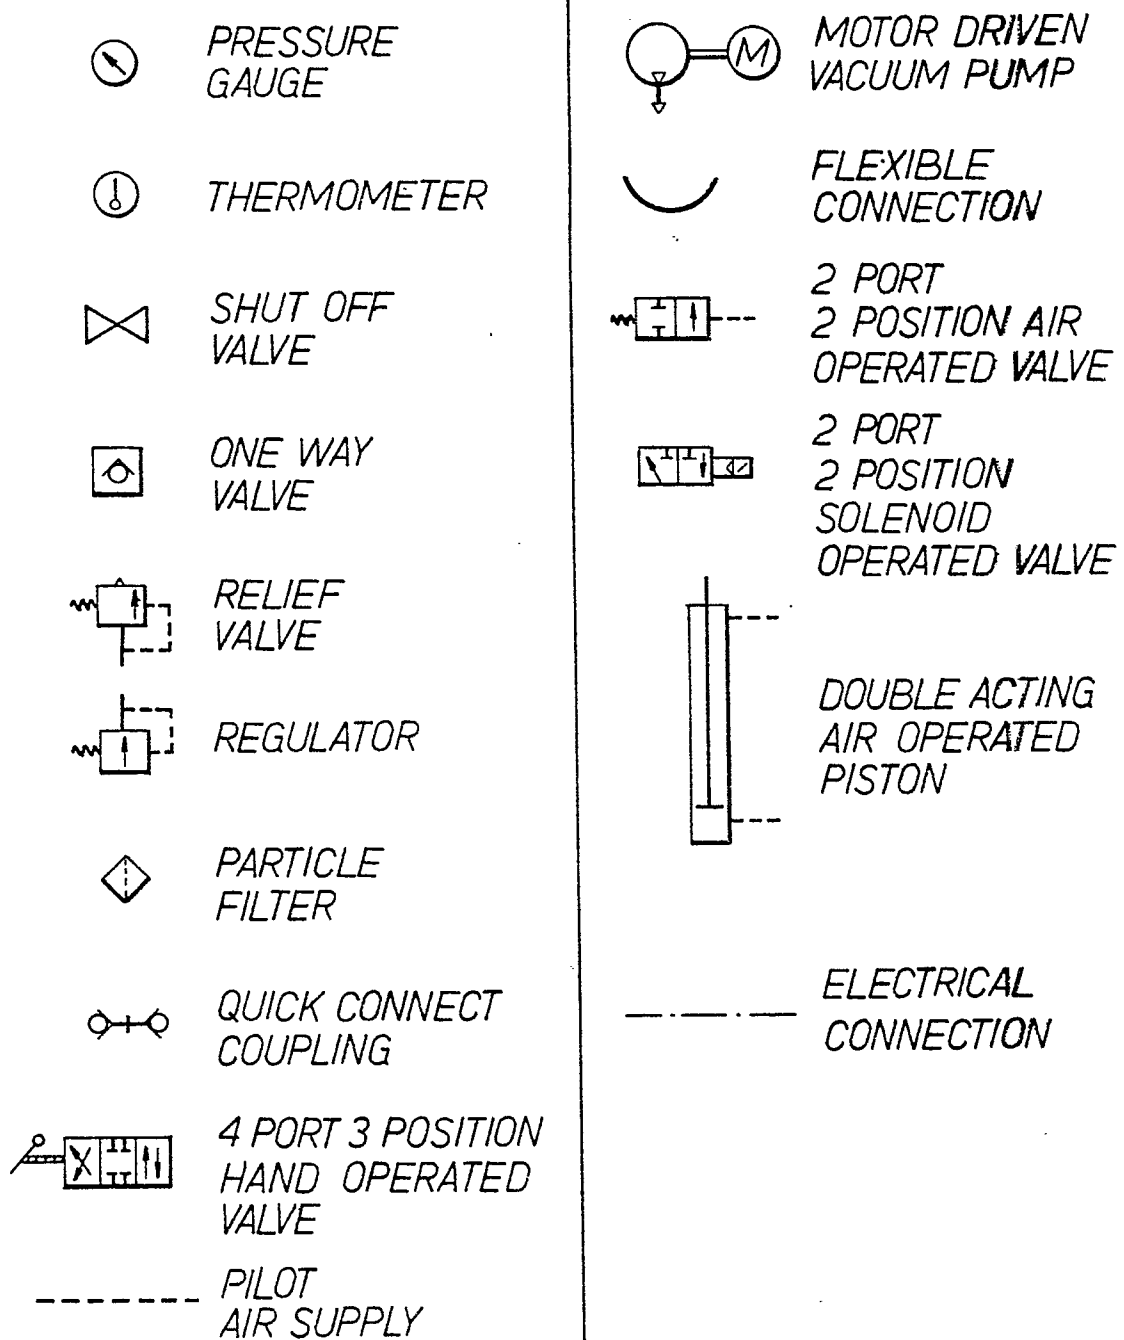 PRESSURE
GAUGE
THERMOMETER
SHUT OFF
VALVE
ONE WAY
VALVE
RELIEF
VALVE
REGULATOR
PARTICLE
FILTER
QUICK CONNECT
COUPLING
4 PORT 3 POSITION
HAND OPERATED
VALVE
PILOT
AIR SUPPLY
M
MOTOR DRIVEN
VACUUM PUMP
FLEXIBLE
CONNECTION
2 PORT
2 POSITION AIR
OPERATED VALVE
2 PORT
2 POSITION
SOLENOID
OPERATED VALVE
DOUBLE ACTING
AIR OPERATED
PISTON
ELECTRICAL
CONNECTION